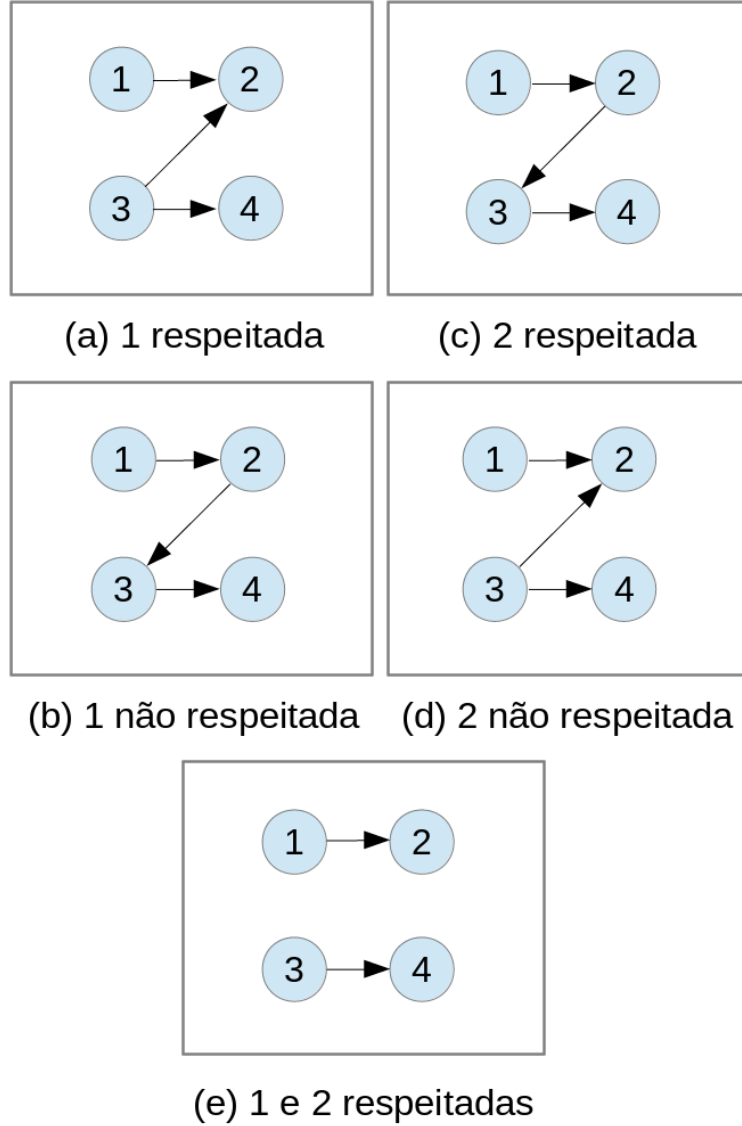 1 2 1 2
3 4 3 4
(a) 1 respeitada (c) 2 respeitada
1 2 1 2
3 4 3 4
(b) 1 não respeitada (d) 2 não respeitada
1 2
3 4
(e) 1 e 2 respeitadas